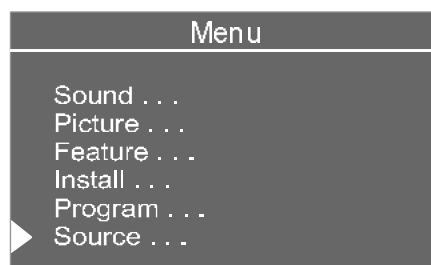 Menu
Sound . . .
Picture . . .
Feature . . .
Install . . .
Program . . .
Source . . .